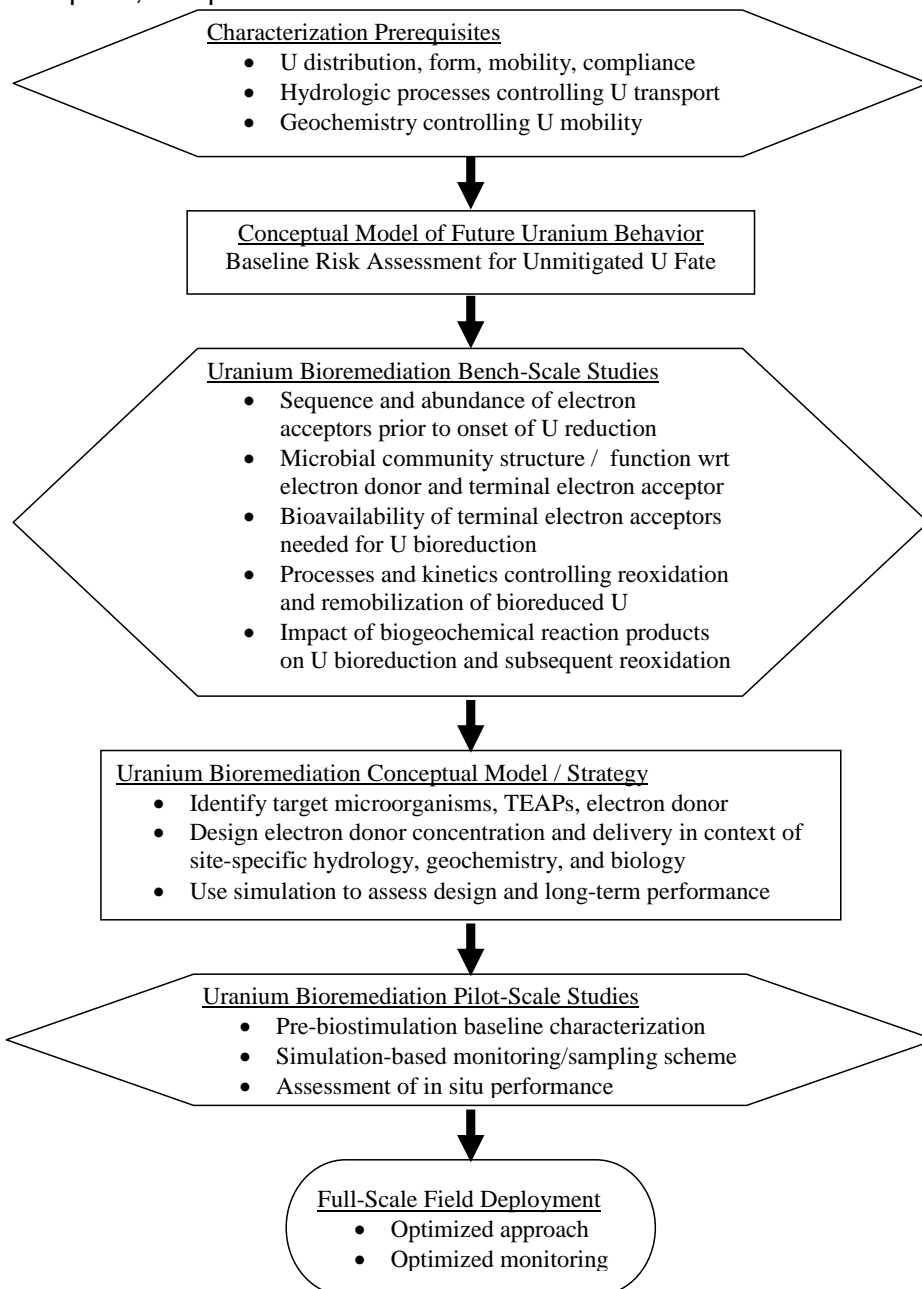 Characterization Prerequisites
• U distribution, form, mobility, compliance
• Hydrologic processes controlling U transport
• Geochemistry controlling U mobility
Conceptual Model of Future Uranium Behavior
Baseline Risk Assessment for Unmitigated U Fate
Uranium Bioremediation Bench-Scale Studies
• Sequence and abundance of electron
acceptors prior to onset of U reduction
• Microbial community structure / function wrt
electron donor and terminal electron acceptor
• Bioavailability of terminal electron acceptors
needed for U bioreduction
• Processes and kinetics controlling reoxidation
and remobilization of bioreduced U
• Impact of biogeochemical reaction products
on U bioreduction and subsequent reoxidation
Uranium Bioremediation Conceptual Model / Strategy
• Identify target microorganisms, TEAPs, electron donor
• Design electron donor concentration and delivery in context of
site-specific hydrology, geochemistry, and biology
• Use simulation to assess design and long-term performance
Uranium Bioremediation Pilot-Scale Studies
• Pre-biostimulation baseline characterization
• Simulation-based monitoring/sampling scheme
• Assessment of in situ performance
Full-Scale Field Deployment
• Optimized approach
• Optimized monitoring